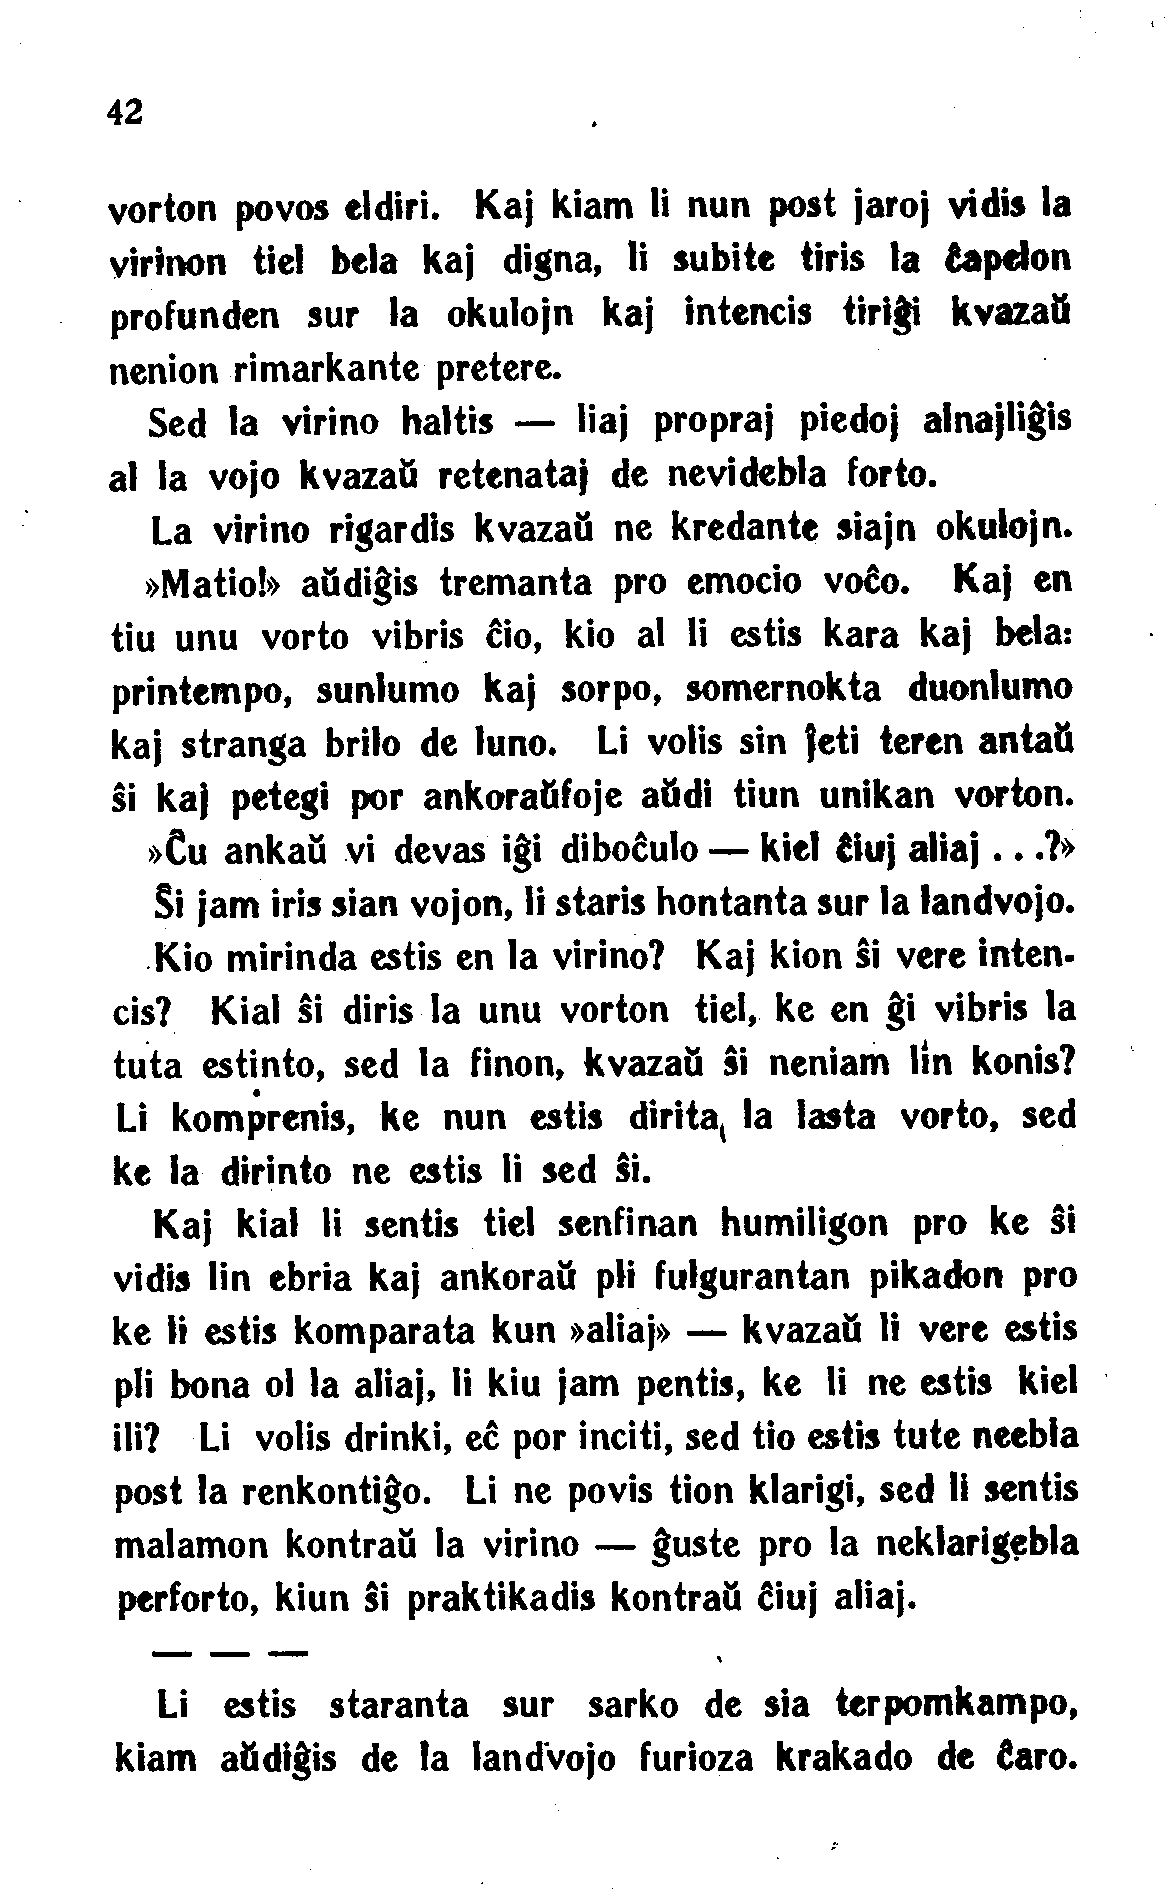 42
vorton povos eldiri. Kaj kiam li nun post jaroj vidis la
virinon tiel bela kaj digna, li subite tiris la ĉapelon
profunden sur la okulojn kaj intencis tiriĝi kvazaŭ
nenion rimarkante pretere.
Sed la virino haltis — liaj propraj piedoj alnajliĝis
al la vojo kvazaŭ retenataj de nevidebla forto.
La virino rigardis kvazaŭ ne kredante siajn okulojn.
»Matio!» aŭdiĝis tremanta pro emocio voĉo. Kaj en
tiu unu vorto vibris ĉio, kio al li estis kara kaj bela:
printempo, sunlumo kaj sorpo, somernokta duonlumo
kaj stranga brilo de luno. Li volis sin ĵeti teren antaŭ
ŝi kaj petegi por ankoraŭfoje aŭdi tiun unikan vorton.
»Ĉu ankaŭ vi devas iĝi diboĉulo — kiel ĉiuj aliaj . . .?»
Ŝi jam iris sian vojon, li staris hontanta sur la landvojo.
Kio mirinda estis en la virino? Kaj kion ŝi vere inten-
cis? Kial ŝi diris la unu vorton tiel, ke en ĝi vibris la
tuta estinto, sed la finon, kvazaŭ ŝi neniam lin konis?
Li komprenis, ke nun estis dirita la lasta vorto, sed
ke la dirinto ne estis li sed ŝi.
Kaj kial li sentis tiel senfinan humiligon pro ke ŝi
vidis lin ebria kaj ankoraŭ pli fulgurantan pikadon pro
ke li estis komparata kun »aliaj» — kvazaŭ li vere estis
pli bona ol la aliaj, li kiu jam pentis, ke li ne estis kiel
ili? Li volis drinki, eĉ por inciti, sed tio estis tute neebla
post la renkontiĝo. Li ne povis tion klarigi, sed li sentis
malamon kontraŭ la virino — ĝuste pro la neklarigebla
perforto, kiun ŝi praktikadis kontraŭ ĉiuj aliaj.
— — —
Li estis staranta sur sarko de sia terpomkampo,
kiam aŭdiĝis de la landvojo furioza krakado de ĉaro.